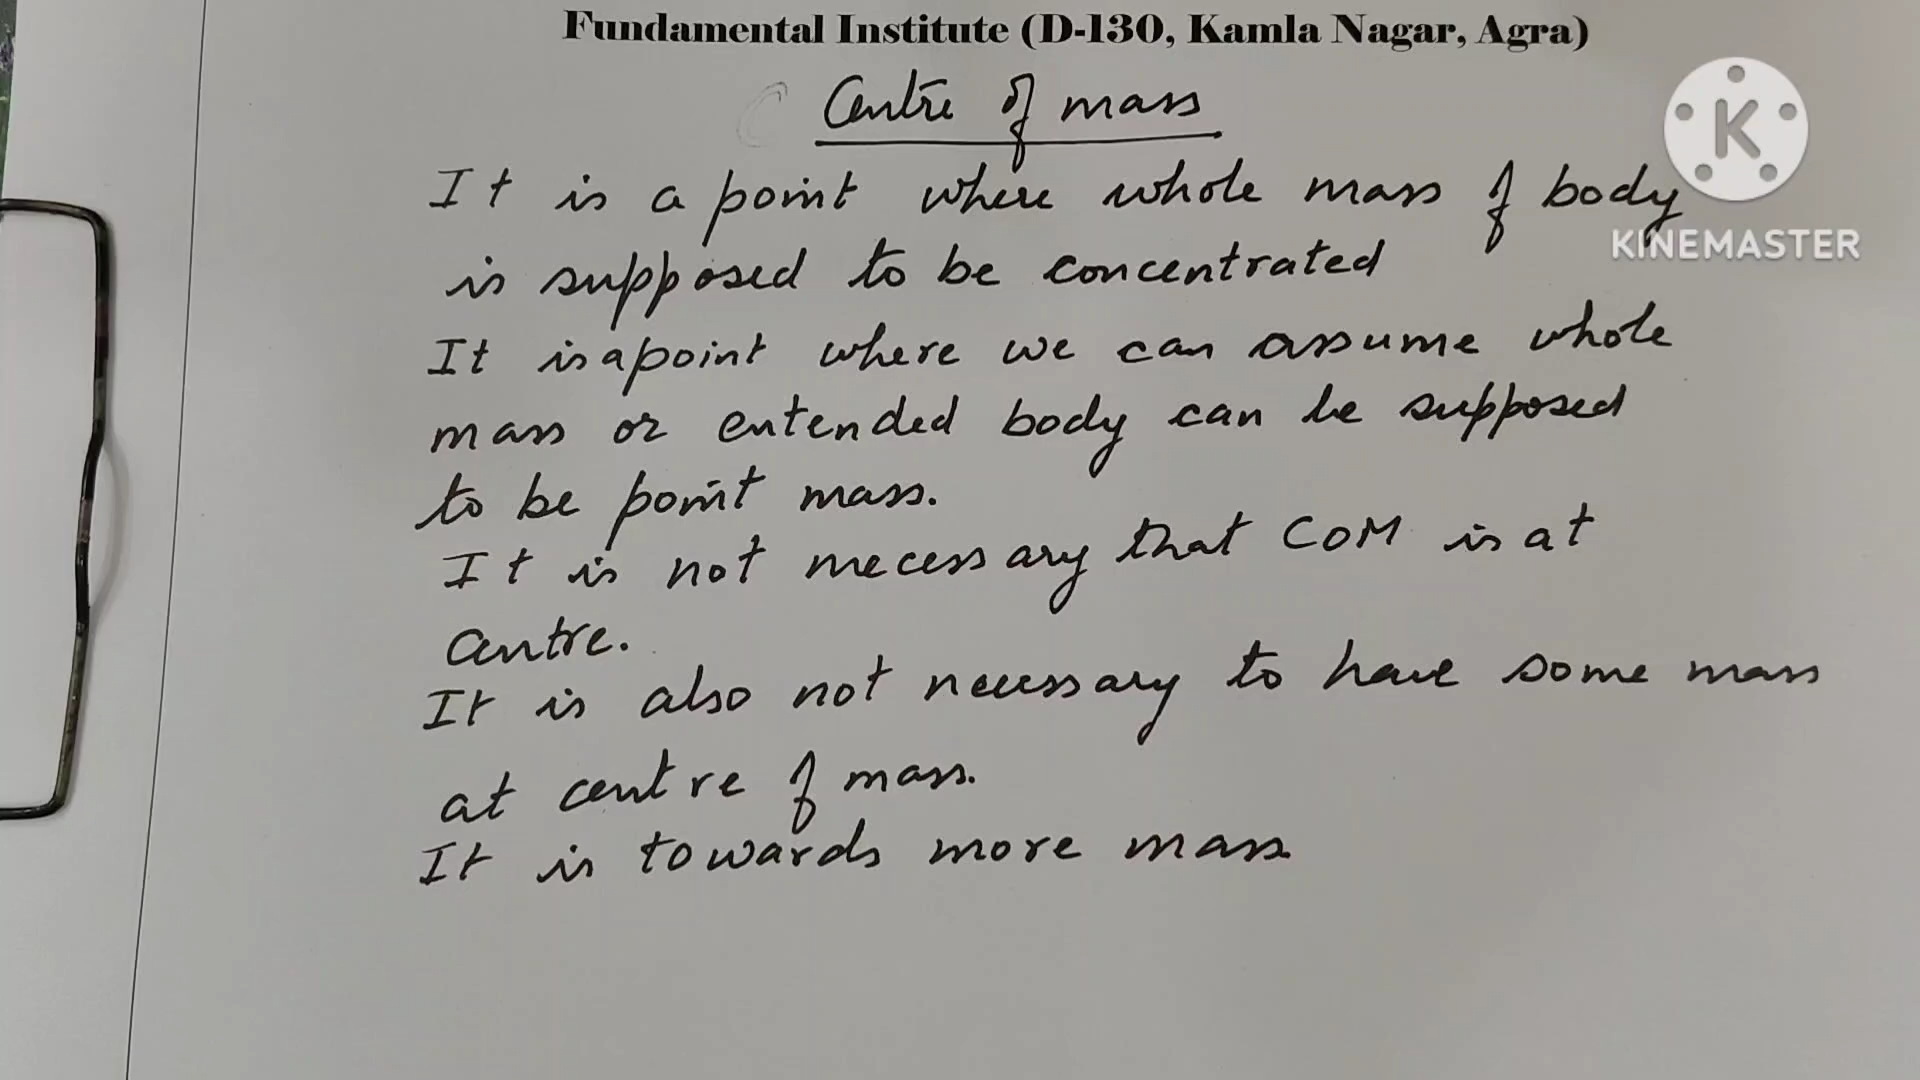 Fundamental Institute (D-130, Kamla Nagar, Agra)
Centre of mass
It is a point where whole mass of body
is supposed to be concentrated
It is a point where we can assume whole
mass or extended body can be supposed
to be point mass.
It is not necessary that COM is at
centre.
It is also not necessary to have some mass
at centre of mass.
It is towards more mass
K
KINEMASTER